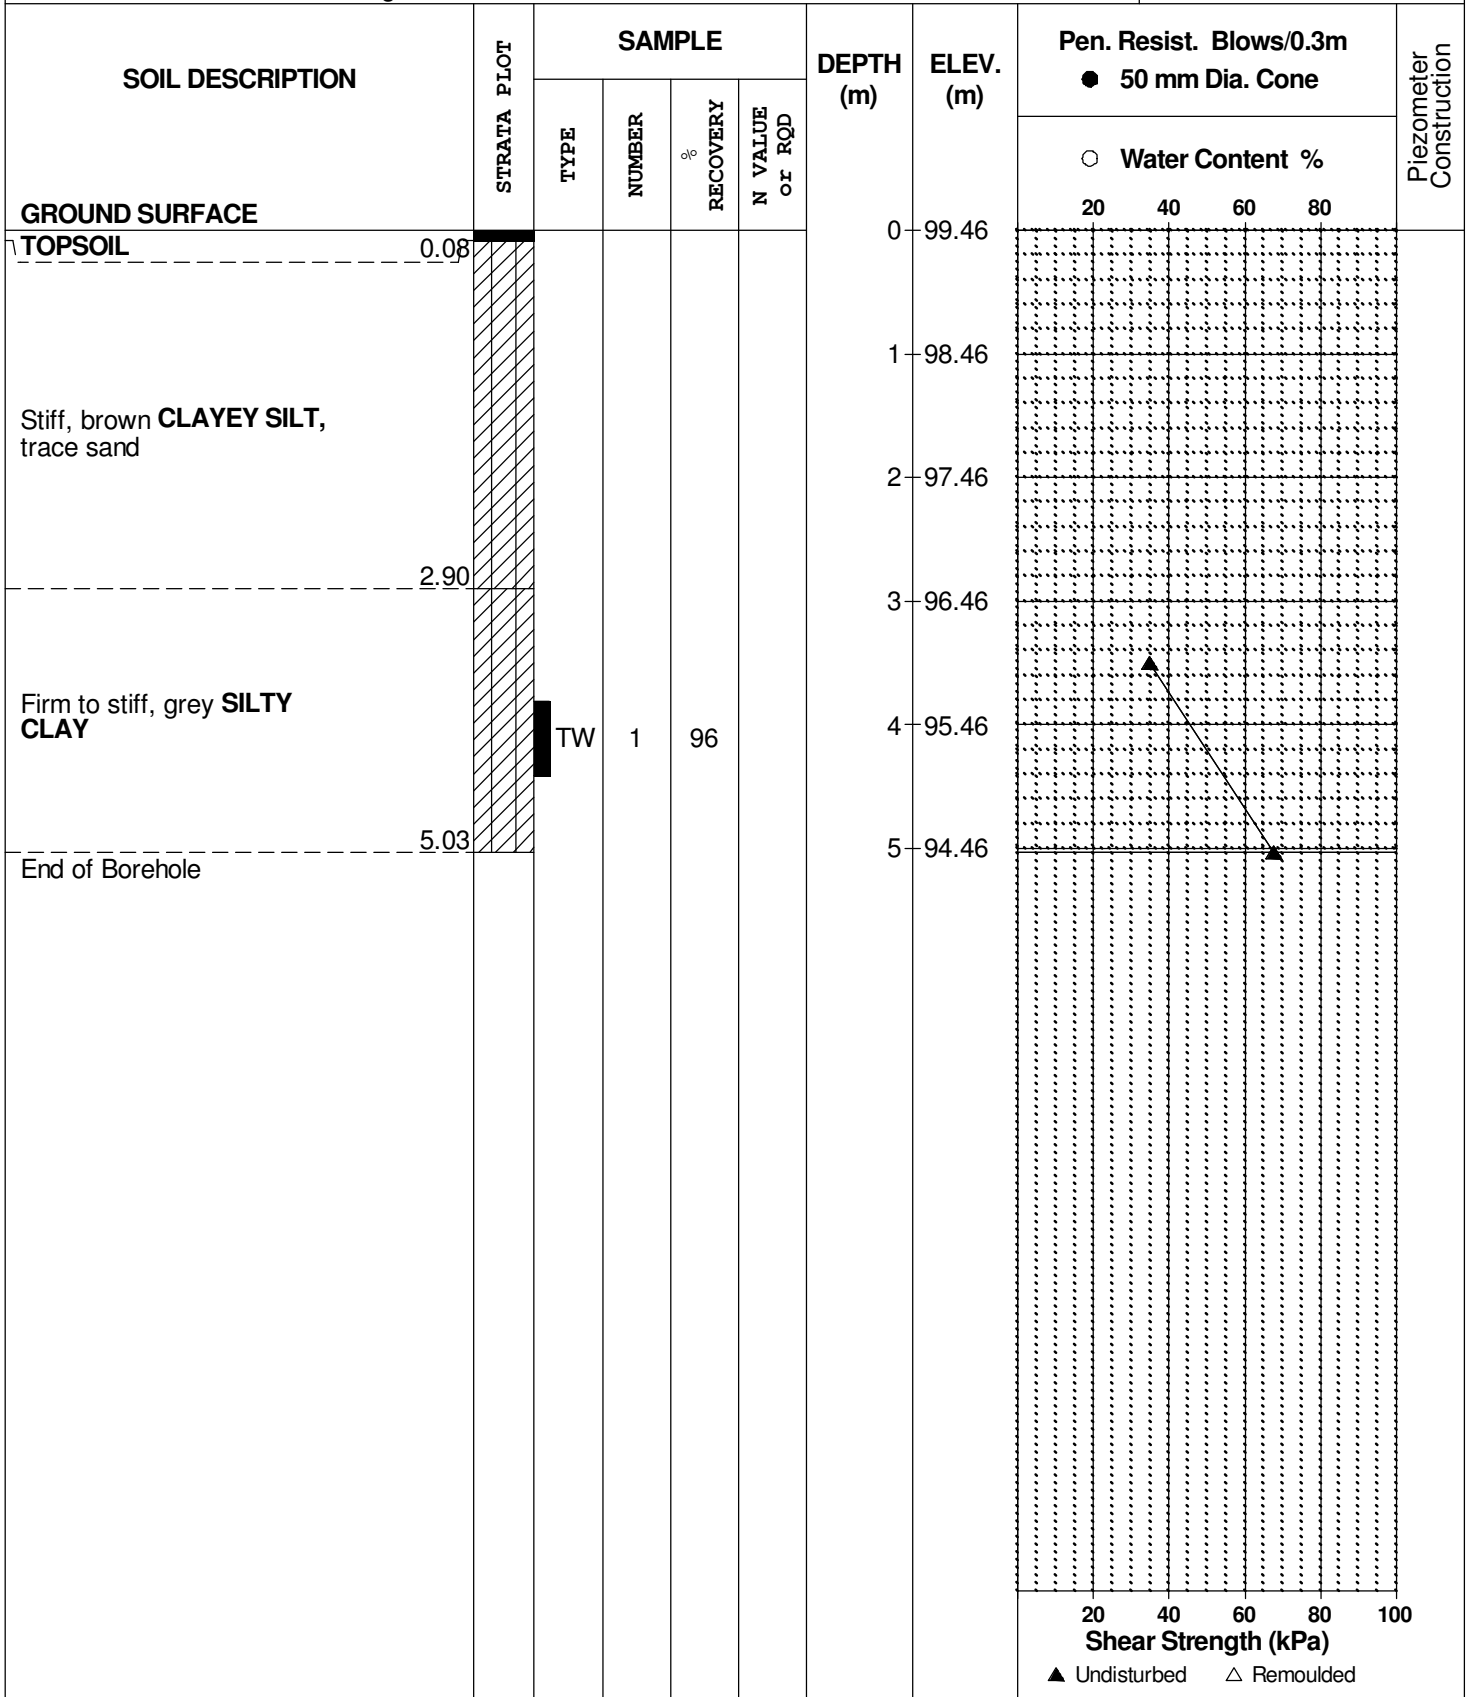 SOIL DESCRIPTION
GROUND SURFACE
STRATA PLOT
SAMPLE
TYPE
NUMBER
%
RECOVERY
N VALUE
or RQD
DEPTH
(m)
ELEV.
(m)
Pen. Resist. Blows/0.3m
● 50 mm Dia. Cone
○ Water Content %
20 40 60 80
Piezometer
Construction
TOPSOIL 0.08
Stiff, brown CLAYEY SILT,
trace sand
2.90
Firm to stiff, grey SILTY
CLAY
TW 1 96
5.03
End of Borehole
0 99.46
1 98.46
2 97.46
3 96.46
4 95.46
5 94.46
20 40 60 80 100
Shear Strength (kPa)
▲ Undisturbed △ Remoulded